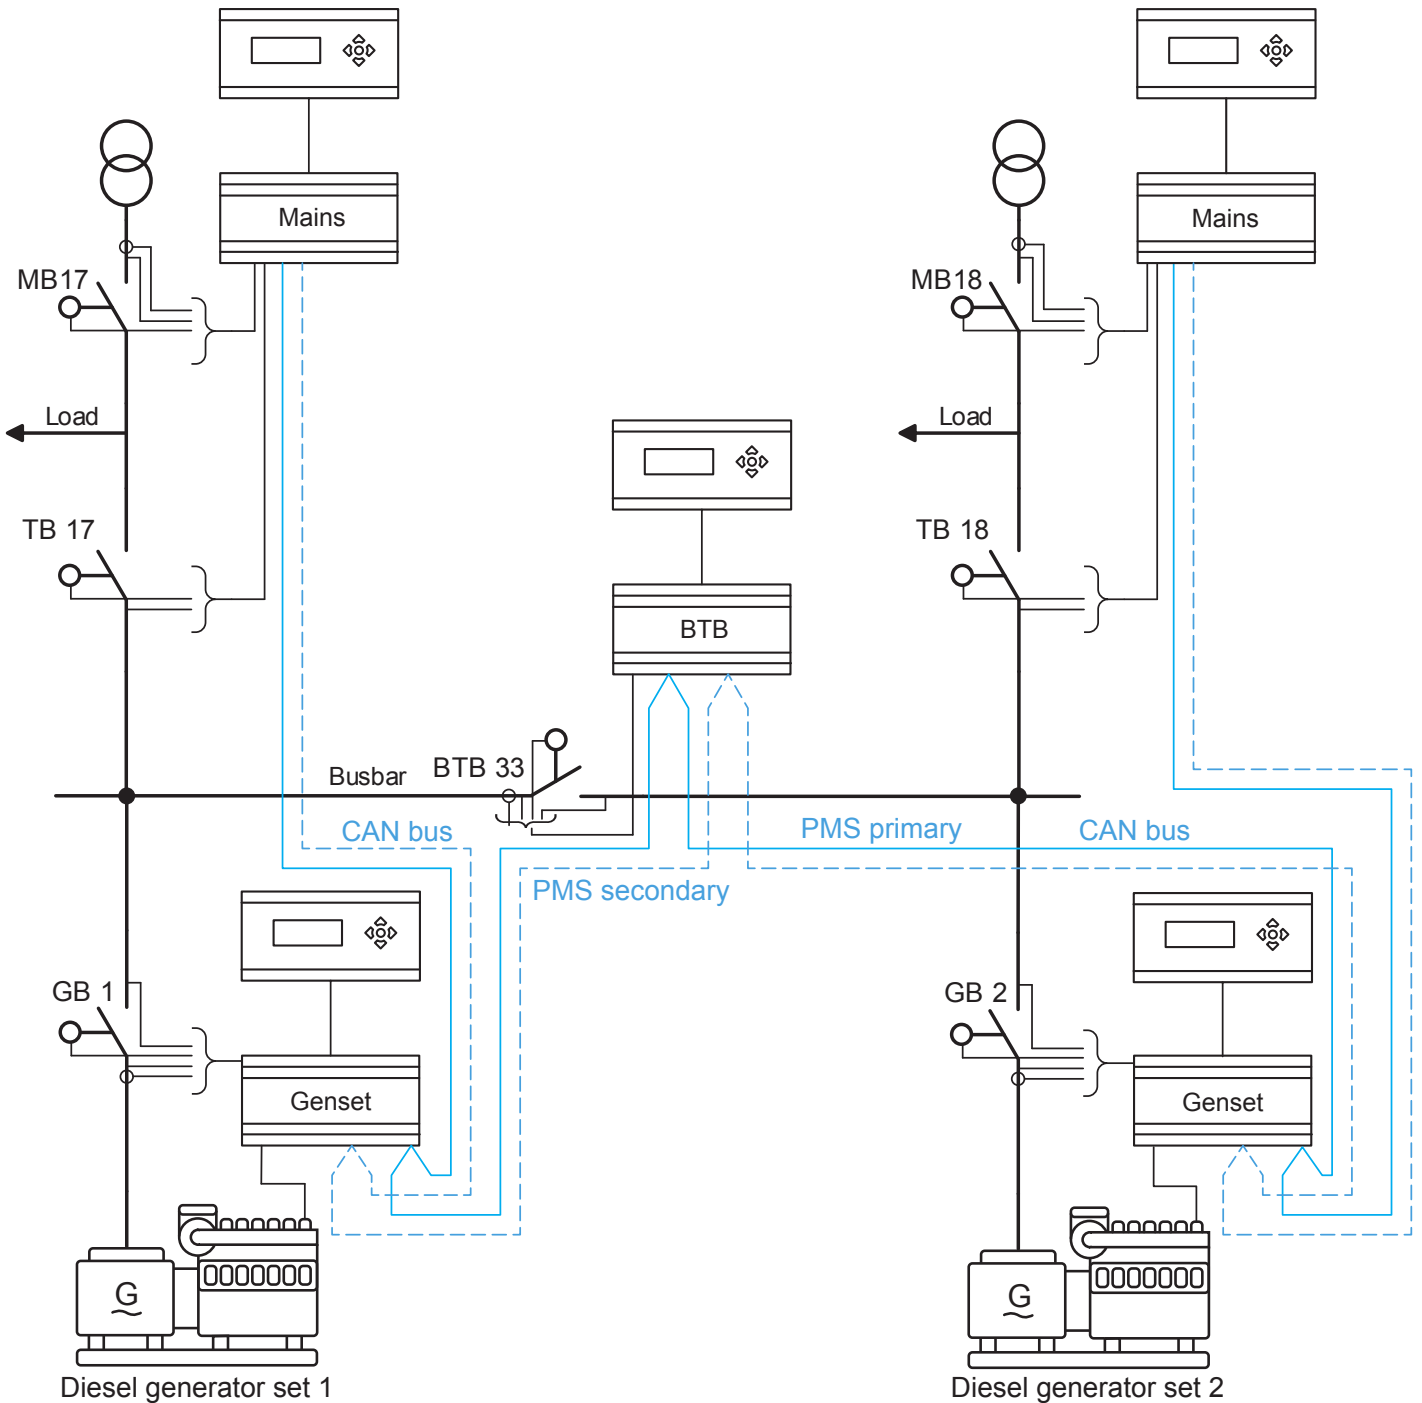 Mains
Mains
MB17
MB18
Load
Load
TB 17
TB 18
BTB
Busbar
BTB 33
CAN bus
PMS primary
CAN bus
PMS secondary
GB 1
GB 2
Genset
Genset
G
G
Diesel generator set 1
Diesel generator set 2